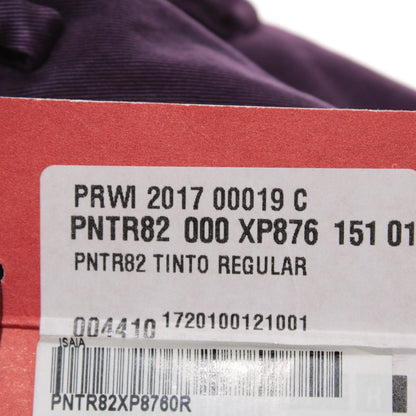 PRWI 2017 00019 C
PNTR82 000 XP876 151 01
PNTR82 TINTO REGULAR
004410 1720100121001
ISAIA
PNTR82XP8760R